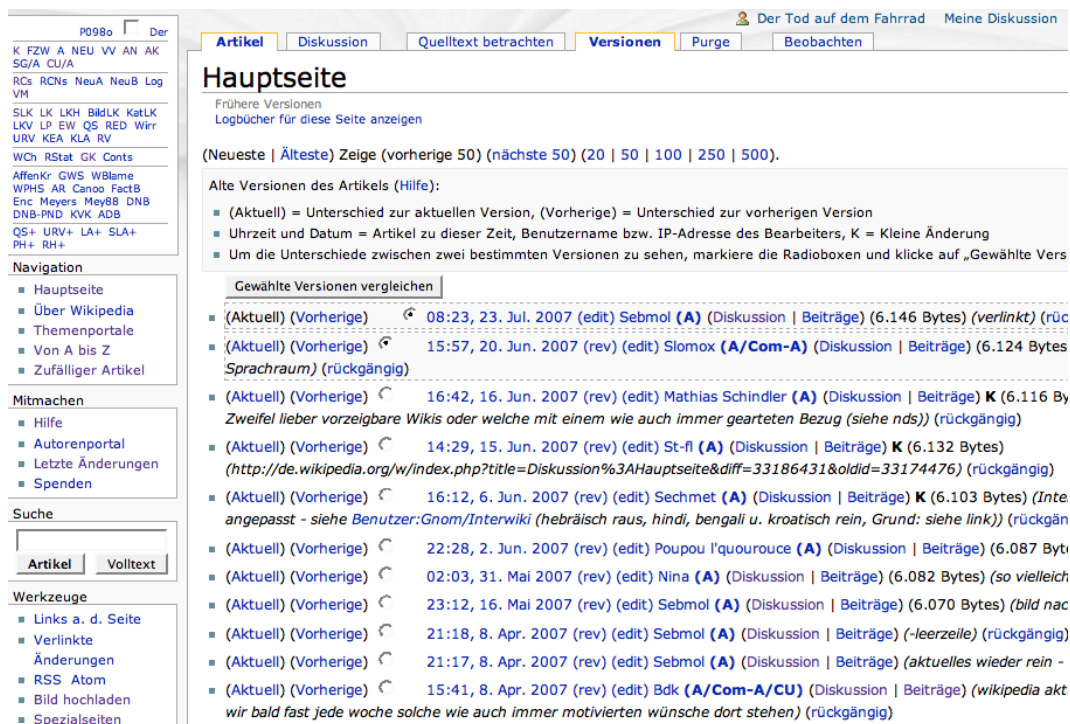 P098o Der
K FZW A NEU VV AN AK
SG/A CU/A
RCs RCNs NeuA NeuB Log
VM
SLK LK LKH BildLK KatLK
LKV LP EW QS RED Wirr
URV KEA KLA RV
WCh RStat GK Conts
AffenKr GWS WBlame
WPHS AR Canoo FactB
Enc Meyers Mey88 DNB
DNB-PND KVK ADB
QS+ URV+ LA+ SLA+
PH+ RH+
Navigation
Hauptseite
Über Wikipedia
Themenportale
Von A bis Z
Zufälliger Artikel
Mitmachen
Hilfe
Autorenportal
Letzte Änderungen
Spenden
Suche
Artikel Volltext
Werkzeuge
Links a. d. Seite
Verlinkte
Änderungen
RSS Atom
Bild hochladen
Spezialseiten
Der Tod auf dem Fahrrad Meine Diskussion
Artikel Diskussion Quelltext betrachten Versionen Purge Beobachten
Hauptseite
Frühere Versionen
Logbücher für diese Seite anzeigen
(Neueste | Älteste) Zeige (vorherige 50) (nächste 50) (20 | 50 | 100 | 250 | 500).
Alte Versionen des Artikels (Hilfe):
(Aktuell) = Unterschied zur aktuellen Version, (Vorherige) = Unterschied zur vorherigen Version
Uhrzeit und Datum = Artikel zu dieser Zeit, Benutzername bzw. IP-Adresse des Bearbeiters, K = Kleine Änderung
Um die Unterschiede zwischen zwei bestimmten Versionen zu sehen, markiere die Radioboxen und klicke auf „Gewählte Vers
Gewählte Versionen vergleichen
(Aktuell) (Vorherige) 08:23, 23. Jul. 2007 (edit) Sebmol (A) (Diskussion | Beiträge) (6.146 Bytes) (verlinkt) (rüc
(Aktuell) (Vorherige) 15:57, 20. Jun. 2007 (rev) (edit) Slomox (A/Com-A) (Diskussion | Beiträge) (6.124 Bytes
Sprachraum) (rückgängig)
(Aktuell) (Vorherige) 16:42, 16. Jun. 2007 (rev) (edit) Mathias Schindler (A) (Diskussion | Beiträge) K (6.116 By
Zweifel lieber vorzeigbare Wikis oder welche mit einem wie auch immer gearteten Bezug (siehe nds)) (rückgängig)
(Aktuell) (Vorherige) 14:29, 15. Jun. 2007 (rev) (edit) St-fl (A) (Diskussion | Beiträge) K (6.132 Bytes)
(http://de.wikipedia.org/w/index.php?title=Diskussion%3AHauptseite&diff=33186431&oldid=33174476) (rückgängig)
(Aktuell) (Vorherige) 16:12, 6. Jun. 2007 (rev) (edit) Sechmet (A) (Diskussion | Beiträge) K (6.103 Bytes) (Inte
angepasst - siehe Benutzer:Gnom/Interwiki (hebräisch raus, hindi, bengali u. kroatisch rein, Grund: siehe link)) (rückgän
(Aktuell) (Vorherige) 22:28, 2. Jun. 2007 (rev) (edit) Poupou l'quourouce (A) (Diskussion | Beiträge) (6.087 Byt
(Aktuell) (Vorherige) 02:03, 31. Mai 2007 (rev) (edit) Nina (A) (Diskussion | Beiträge) (6.082 Bytes) (so vielleich
(Aktuell) (Vorherige) 23:12, 16. Mai 2007 (rev) (edit) Sebmol (A) (Diskussion | Beiträge) (6.070 Bytes) (bild nac
(Aktuell) (Vorherige) 21:18, 8. Apr. 2007 (rev) (edit) Sebmol (A) (Diskussion | Beiträge) (-leerzeile) (rückgängig)
(Aktuell) (Vorherige) 21:17, 8. Apr. 2007 (rev) (edit) Sebmol (A) (Diskussion | Beiträge) (aktuelles wieder rein -
(Aktuell) (Vorherige) 15:41, 8. Apr. 2007 (rev) (edit) Bdk (A/Com-A/CU) (Diskussion | Beiträge) (wikipedia akt
wir bald fast jede woche solche wie auch immer motivierten wünsche dort stehen) (rückgängig)